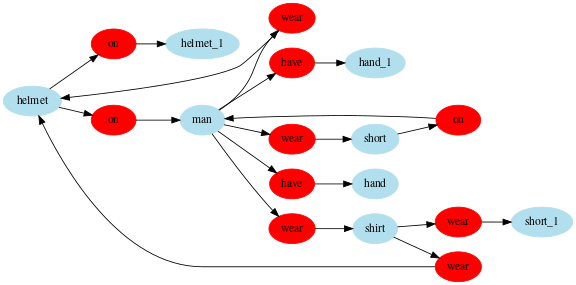 wear
on
helmet_1
have
hand_1
helmet
on
man
on
wear
short
have
hand
wear
shirt
wear
short_1
wear